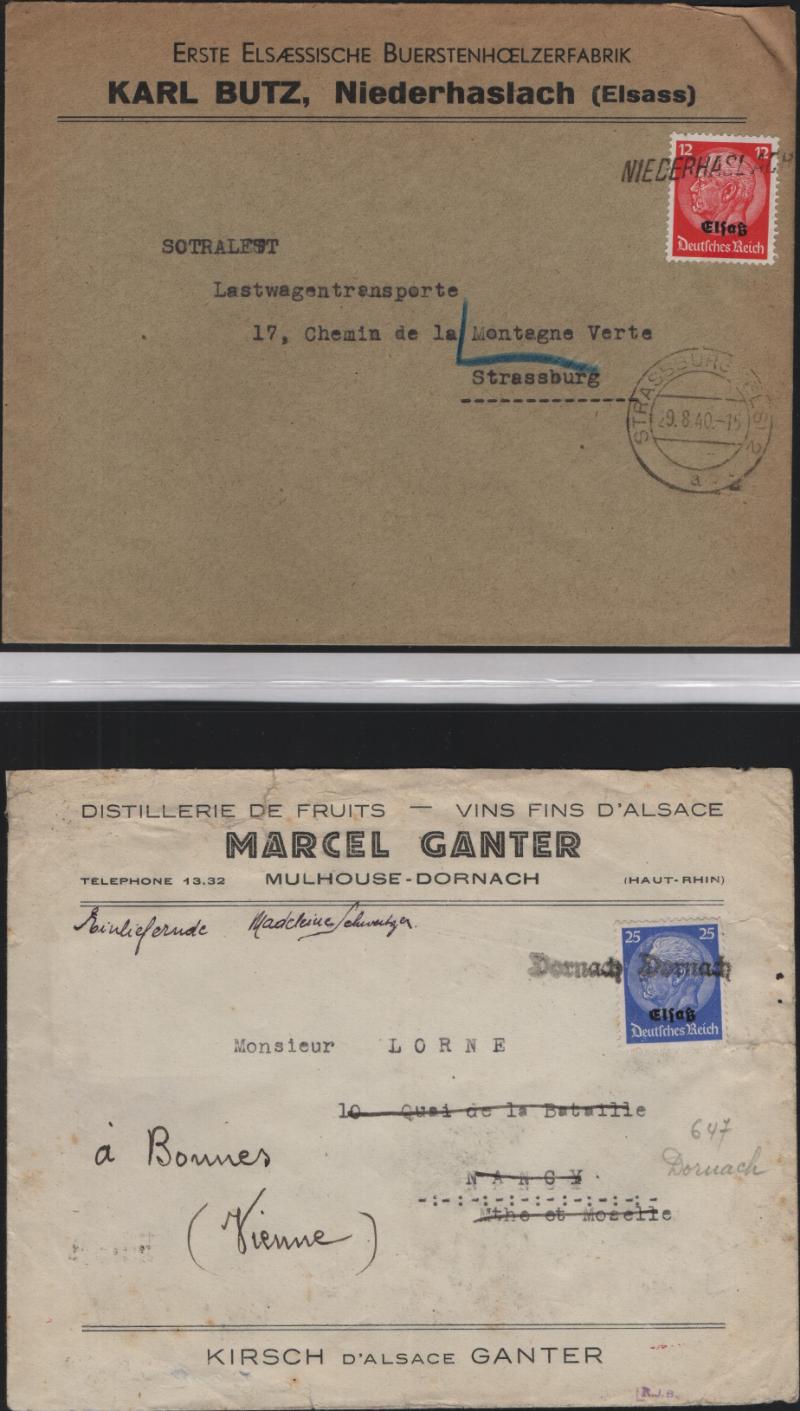 ERSTE ELSÆSSISCHE BUERSTENHŒLZERFABRIK
KARL BUTZ, Niederhaslach (Elsass)
12 12
NIEDERHASLACH
Elsaß
Deutsches Reich
SOTRALEST
Lastwagentransporte
17, Chemin de la Montagne Verte
Strassburg
STRASSBURG (ELS) 2
29.8.40.-15
a
DISTILLERIE DE FRUITS — VINS FINS D'ALSACE
MARCEL GANTER
TELEPHONE 13.32 MULHOUSE-DORNACH (HAUT-RHIN)
Einliefernde Madeleine Schweitzer.
25 25
Dornach Dornach
Elsaß
Deutsches Reich
Monsieur LORNE
10 Quai de la Bataille
647
à Bonnes
Dornach
NANCY.
-:-:-:-:-:-:-:-:-:-
Mthe et Moselle
(Vienne)
KIRSCH D'ALSACE GANTER
R.J.B.